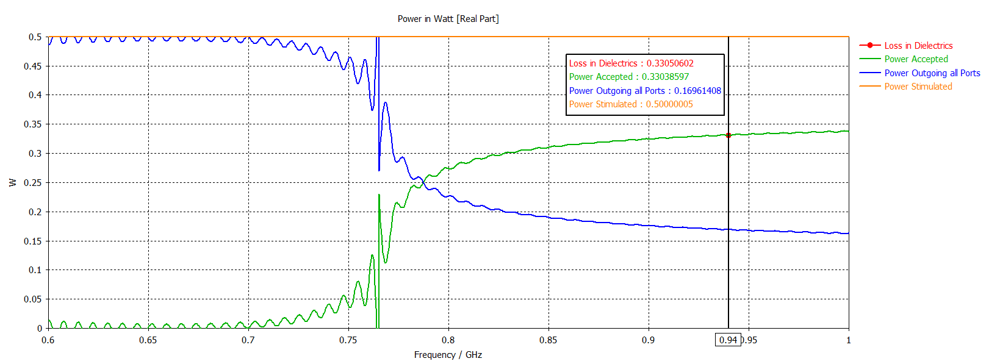 Power in Watt [Real Part]
0.5
0.45
0.4
0.35
0.3
0.25
0.2
0.15
0.1
0.05
0
W
Loss in Dielectrics : 0.33050602
Power Accepted : 0.33038597
Power Outgoing all Ports : 0.16961408
Power Stimulated : 0.50000005
Loss in Dielectrics
Power Accepted
Power Outgoing all Ports
Power Stimulated
0.6 0.65 0.7 0.75 0.8 0.85 0.9 0.94 0.95 1
Frequency / GHz